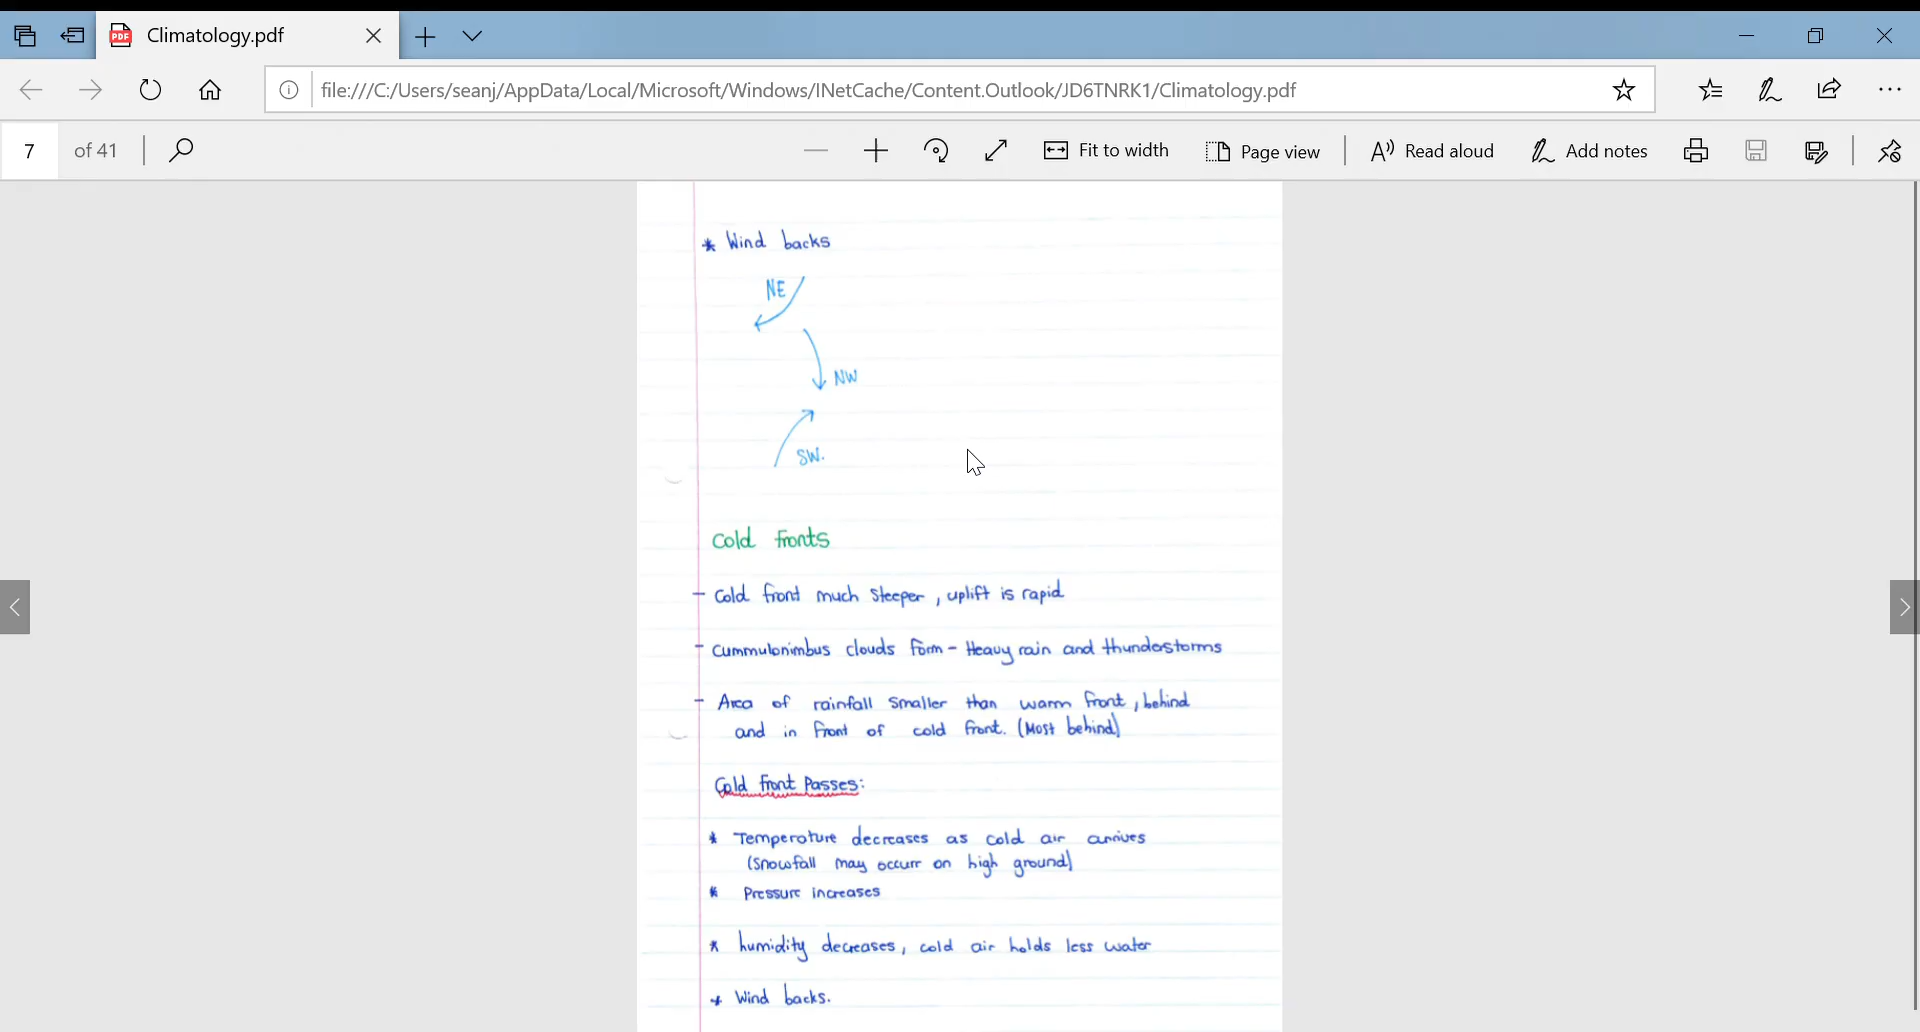 Climatology.pdf
file:///C:/Users/seanj/AppData/Local/Microsoft/Windows/INetCache/Content.Outlook/JD6TNRK1/Climatology.pdf
7 of 41 Fit to width Page view Read aloud Add notes
* Wind backs
NE
NW
SW.
Cold fronts
- Cold front much steeper, uplift is rapid
- Cummulonimbus clouds form - Heavy rain and thunderstorms
- Area of rainfall smaller than warm front, behind
and in front of cold front. (Most behind)
Cold front Passes:
* Temperature decreases as cold air arrives
(Snowfall may occurr on high ground)
* Pressure increases
* humidity decreases, cold air holds less water
* Wind backs.